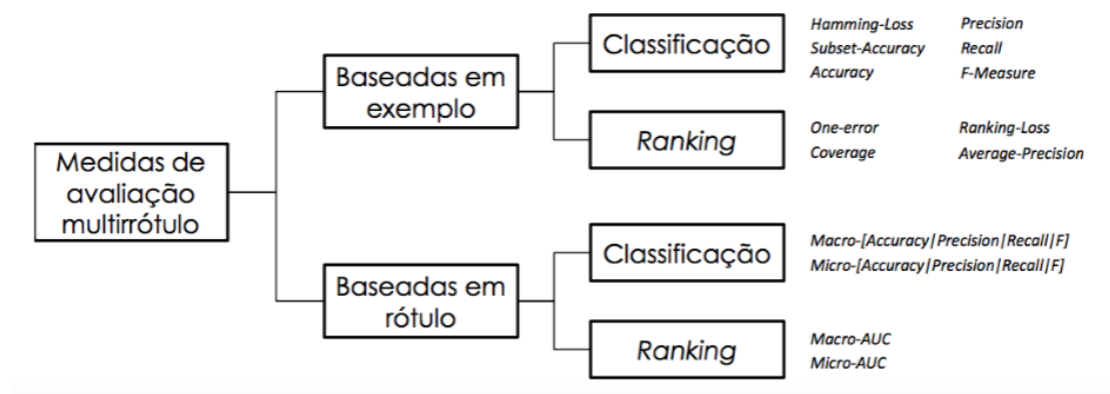 Medidas de
avaliação
multirrótulo
Baseadas em
exemplo
Classificação
Hamming-Loss Precision
Subset-Accuracy Recall
Accuracy F-Measure
Ranking
One-error Ranking-Loss
Coverage Average-Precision
Baseadas em
rótulo
Classificação
Macro-[Accuracy|Precision|Recall|F]
Micro-[Accuracy|Precision|Recall|F]
Ranking
Macro-AUC
Micro-AUC